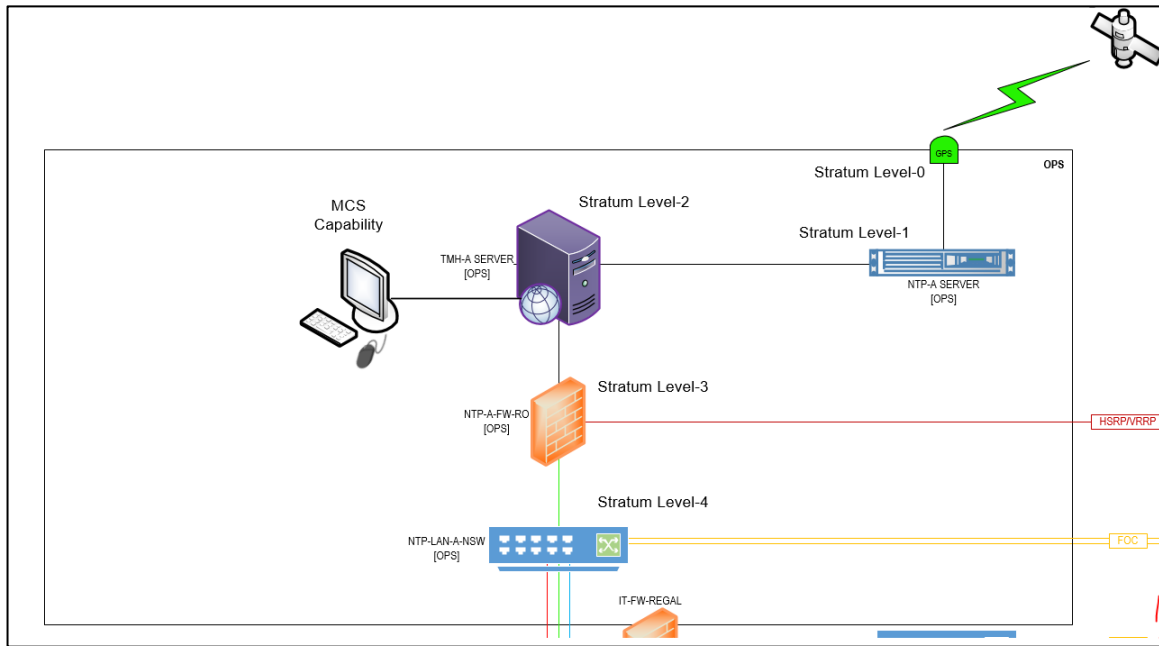 GPS
OPS
Stratum Level-0
MCS
Capability
Stratum Level-2
Stratum Level-1
TMH-A SERVER
[OPS]
NTP-A SERVER
[OPS]
Stratum Level-3
NTP-A-FW-RO
[OPS]
HSRP/VRRP
Stratum Level-4
NTP-LAN-A-NSW
[OPS]
FOC
IT-FW-REGAL